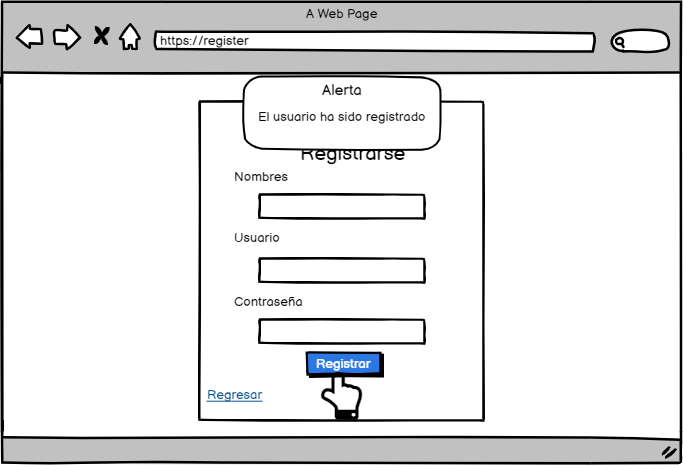 A Web Page
https://register
Alerta
El usuario ha sido registrado
Registrarse
Nombres
Usuario
Contraseña
Registrar
Regresar